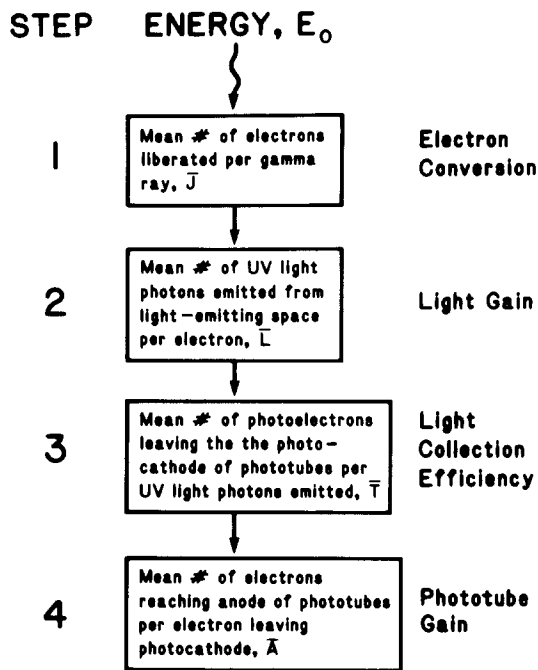 STEP ENERGY, E₀
1
Mean # of electrons
liberated per gamma
ray, J̅
Electron
Conversion
2
Mean # of UV light
photons emitted from
light-emitting space
per electron, L̅
Light Gain
3
Mean # of photoelectrons
leaving the the photo-
cathode of phototubes per
UV light photons emitted, T̅
Light
Collection
Efficiency
4
Mean # of electrons
reaching anode of phototubes
per electron leaving
photocathode, A̅
Phototube
Gain